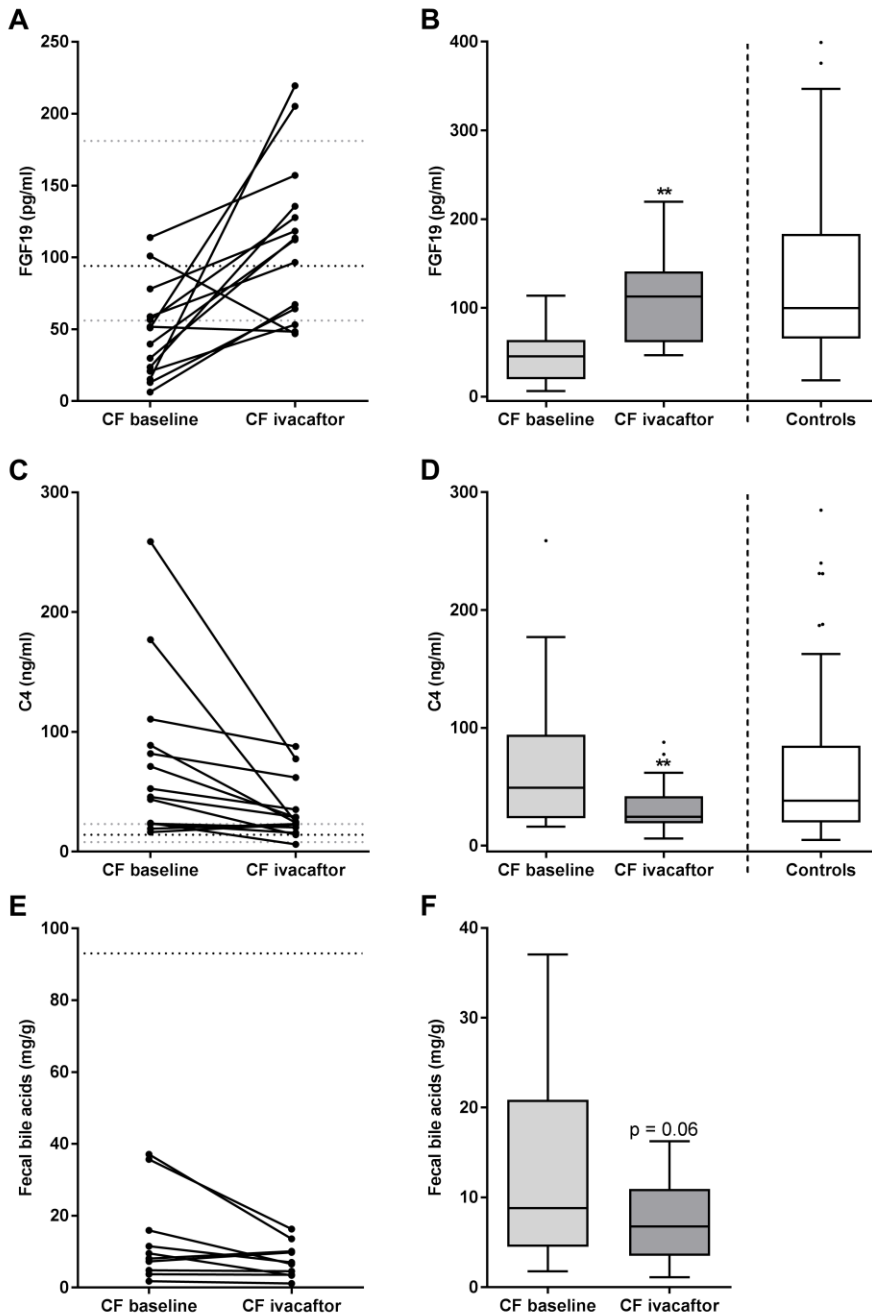 A
FGF19 (pg/ml)
250
200
150
100
50
0
CF baseline
CF ivacaftor
B
FGF19 (pg/ml)
400
300
200
100
0
**
CF baseline
CF ivacaftor
Controls
C
C4 (ng/ml)
300
200
100
0
CF baseline
CF ivacaftor
D
C4 (ng/ml)
300
200
100
0
**
CF baseline
CF ivacaftor
Controls
E
Fecal bile acids (mg/g)
100
80
60
40
20
0
CF baseline
CF ivacaftor
F
Fecal bile acids (mg/g)
40
30
20
10
0
p = 0.06
CF baseline
CF ivacaftor